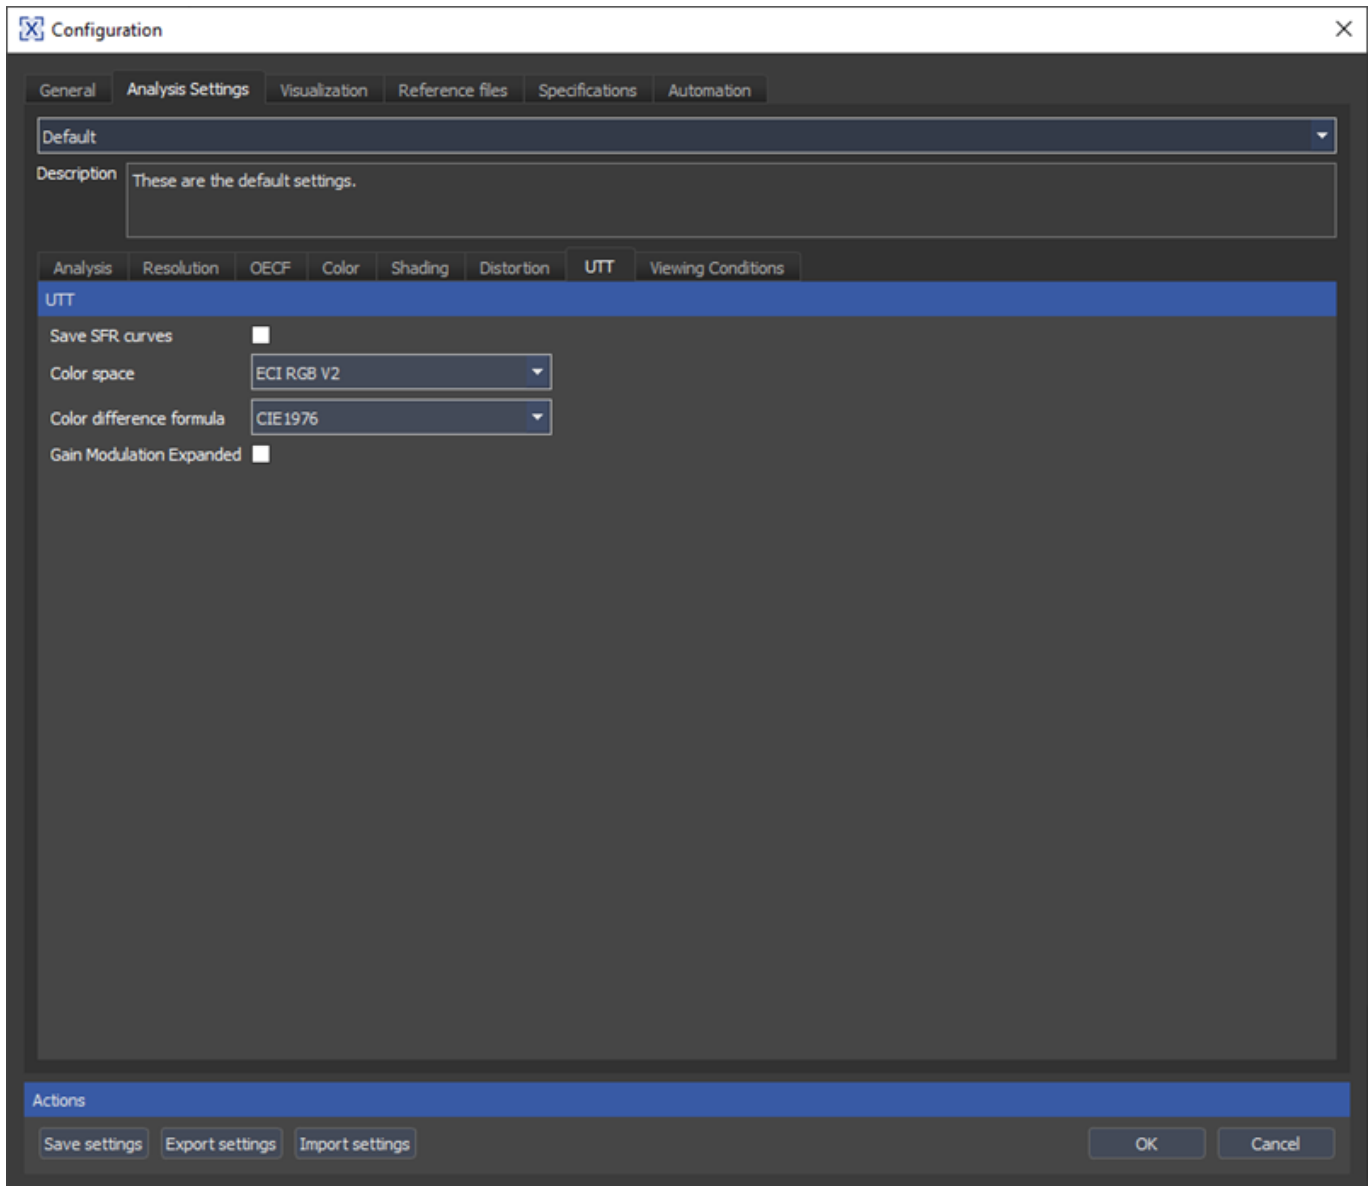 Configuration
General Analysis Settings Visualization Reference files Specifications Automation
Default
Description These are the default settings.
Analysis Resolution OECF Color Shading Distortion UTT Viewing Conditions
UTT
Save SFR curves
Color space ECI RGB V2
Color difference formula CIE1976
Gain Modulation Expanded
Actions
Save settings Export settings Import settings OK Cancel